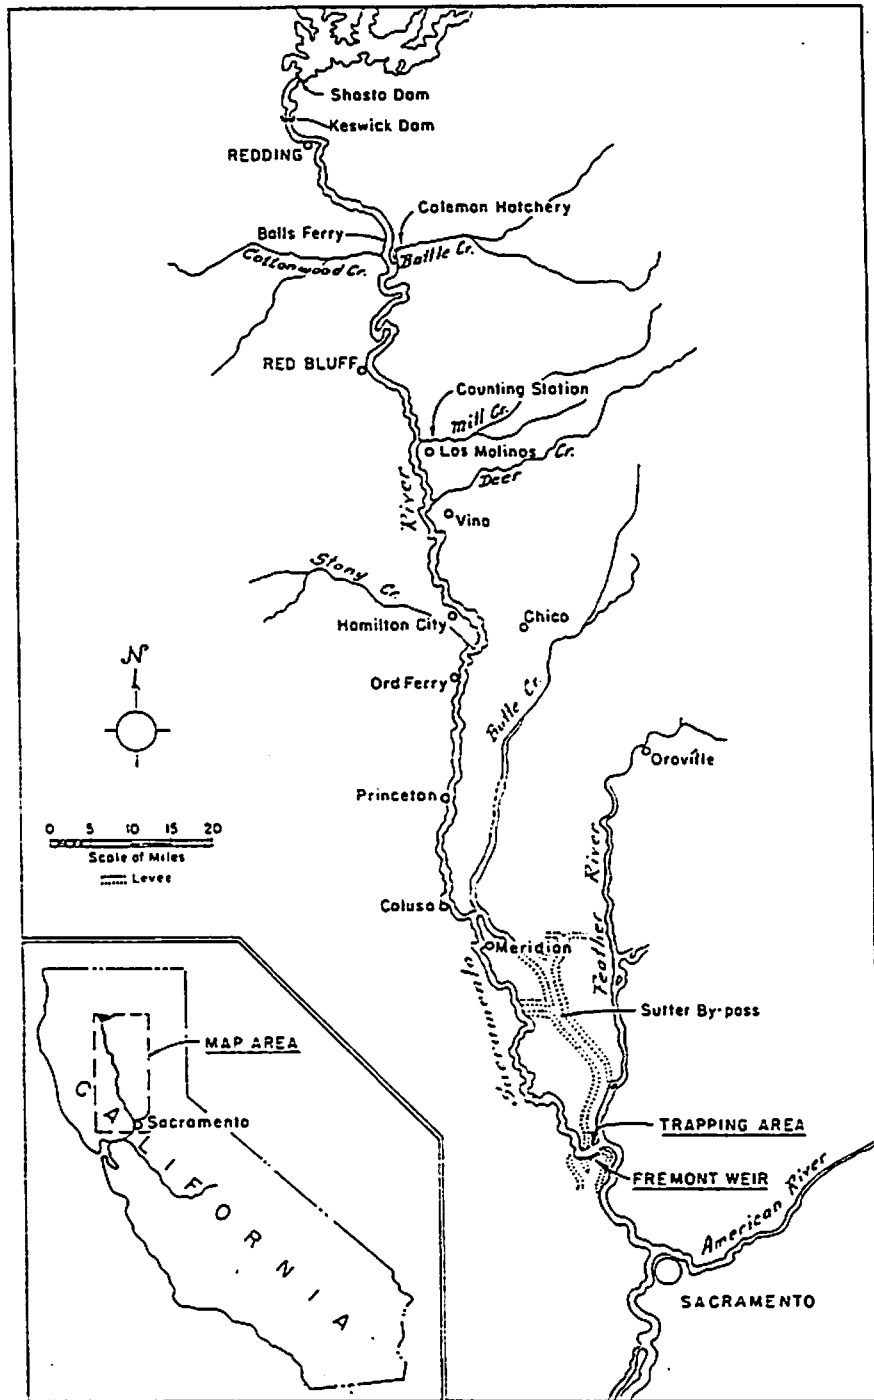 Shasta Dam
Keswick Dam
REDDING
Coleman Hatchery
Balls Ferry
Cottonwood Cr.
Battle Cr.
RED BLUFF
Counting Station
Mill Cr.
Los Molinos
Deer Cr.
River
Vina
Stony Cr.
Hamilton City
Chico
N
Ord Ferry
Butte Cr.
Oroville
Princeton
0 5 10 15 20
Scale of Miles
Levee
Feather River
Colusa
Meridian
Sacramento
Sutter By-pass
MAP AREA
Sacramento
CALIFORNIA
TRAPPING AREA
FREMONT WEIR
American River
SACRAMENTO